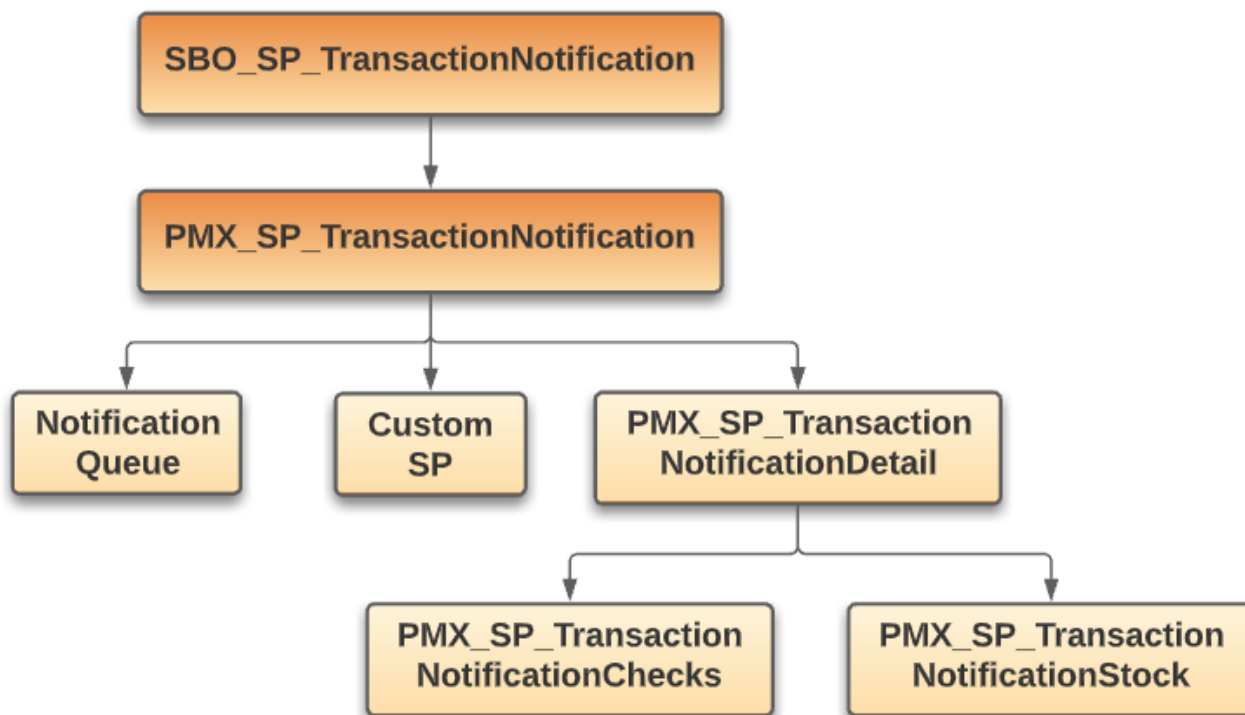 SBO_SP_TransactionNotification
PMX_SP_TransactionNotification
Notification
Queue
Custom
SP
PMX_SP_Transaction
NotificationDetail
PMX_SP_Transaction
NotificationChecks
PMX_SP_Transaction
NotificationStock